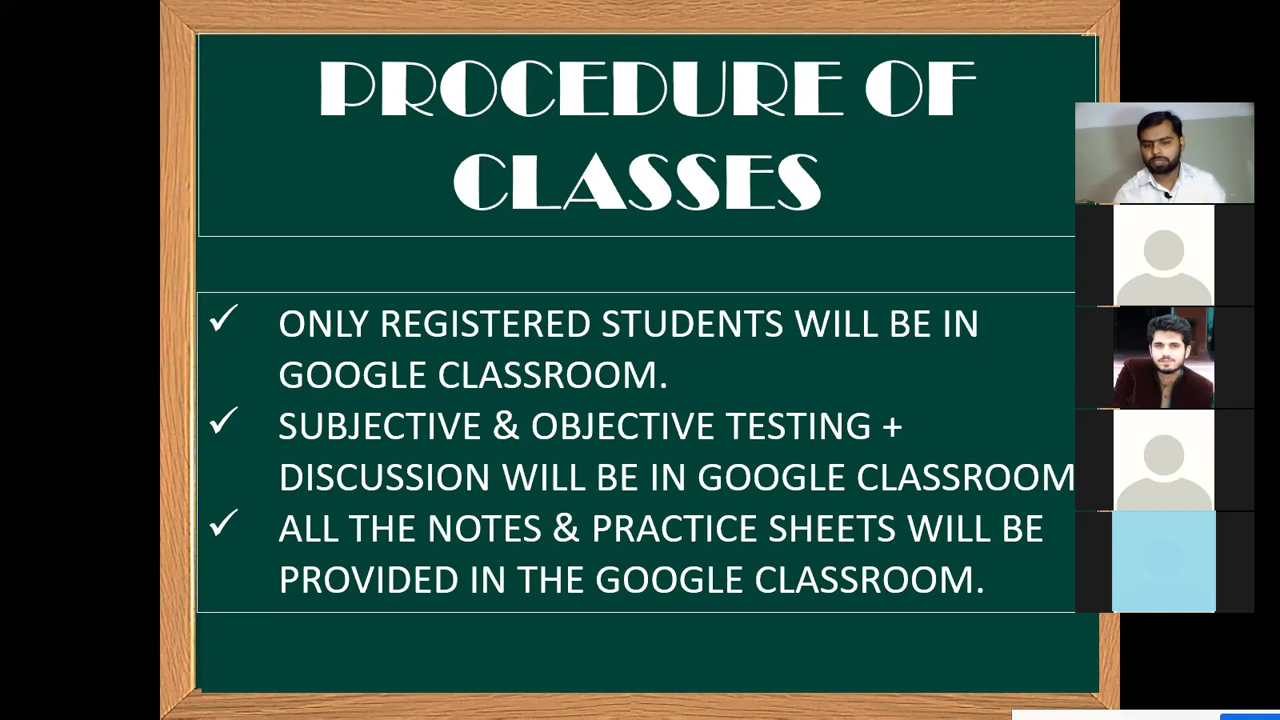 PROCEDURE OF
CLASSES
✓ ONLY REGISTERED STUDENTS WILL BE IN
GOOGLE CLASSROOM.
✓ SUBJECTIVE & OBJECTIVE TESTING +
DISCUSSION WILL BE IN GOOGLE CLASSROOM
✓ ALL THE NOTES & PRACTICE SHEETS WILL BE
PROVIDED IN THE GOOGLE CLASSROOM.